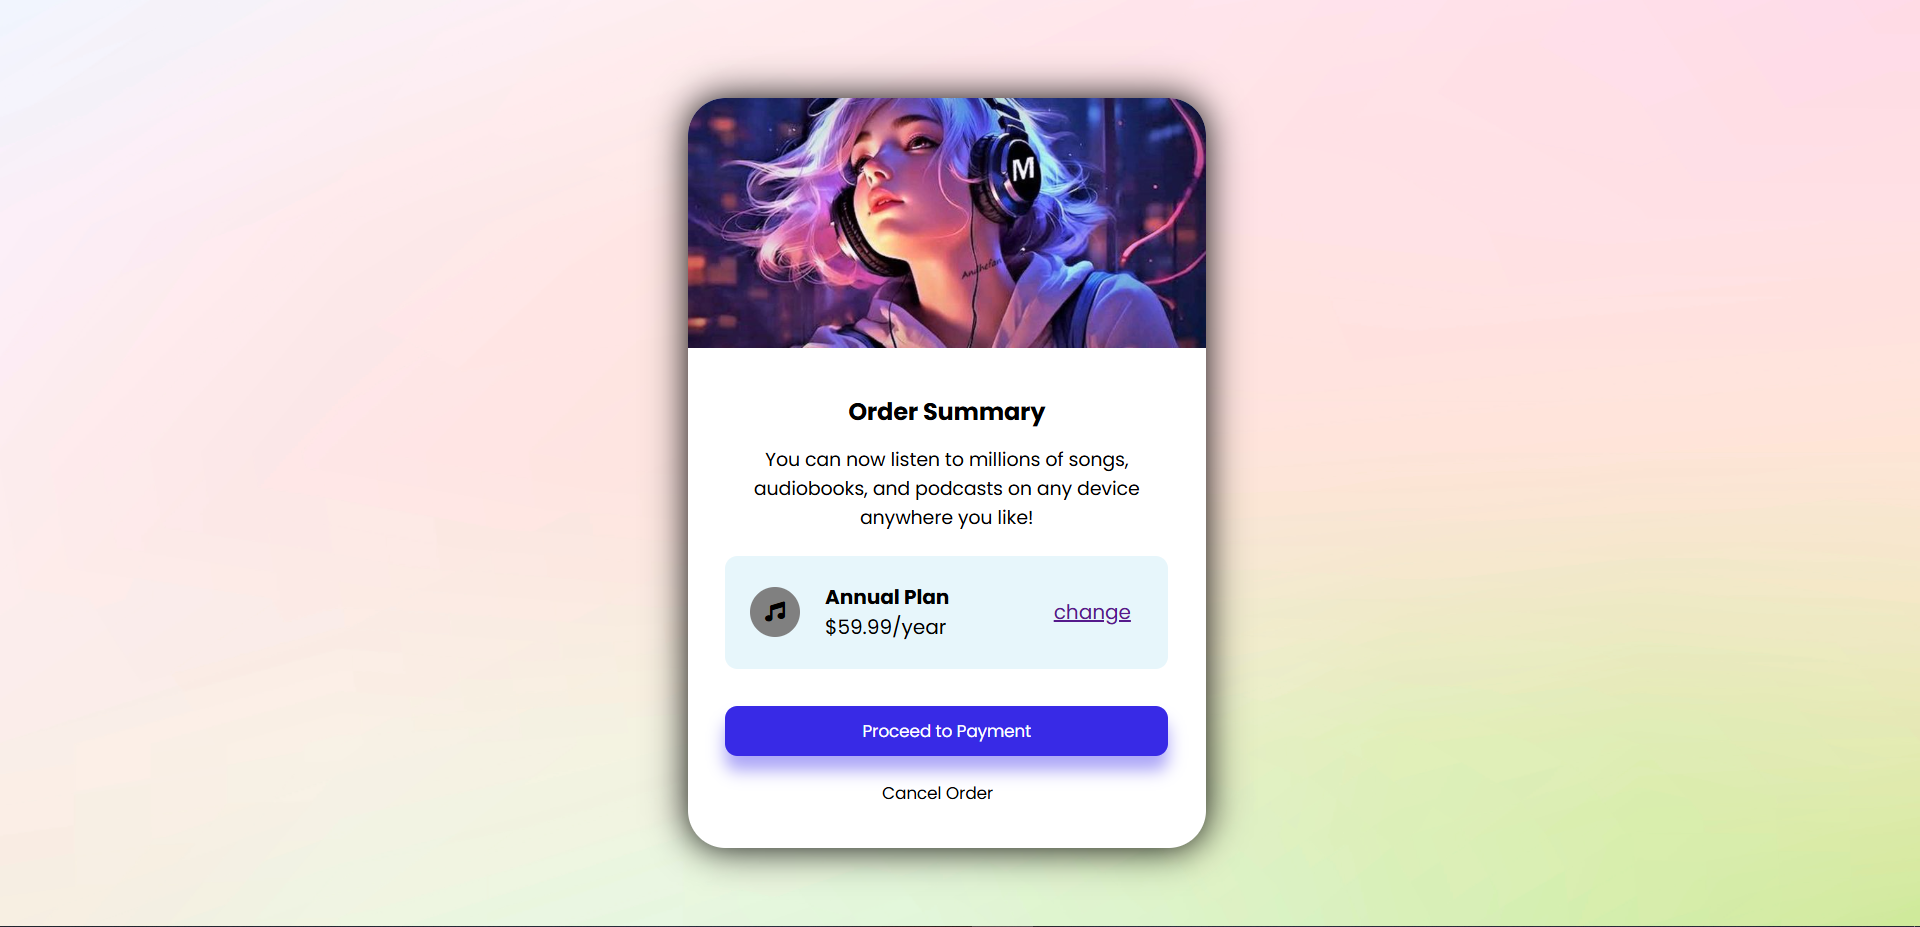 M
Order Summary
You can now listen to millions of songs,
audiobooks, and podcasts on any device
anywhere you like!
Annual Plan
$59.99/year
change
Proceed to Payment
Cancel Order